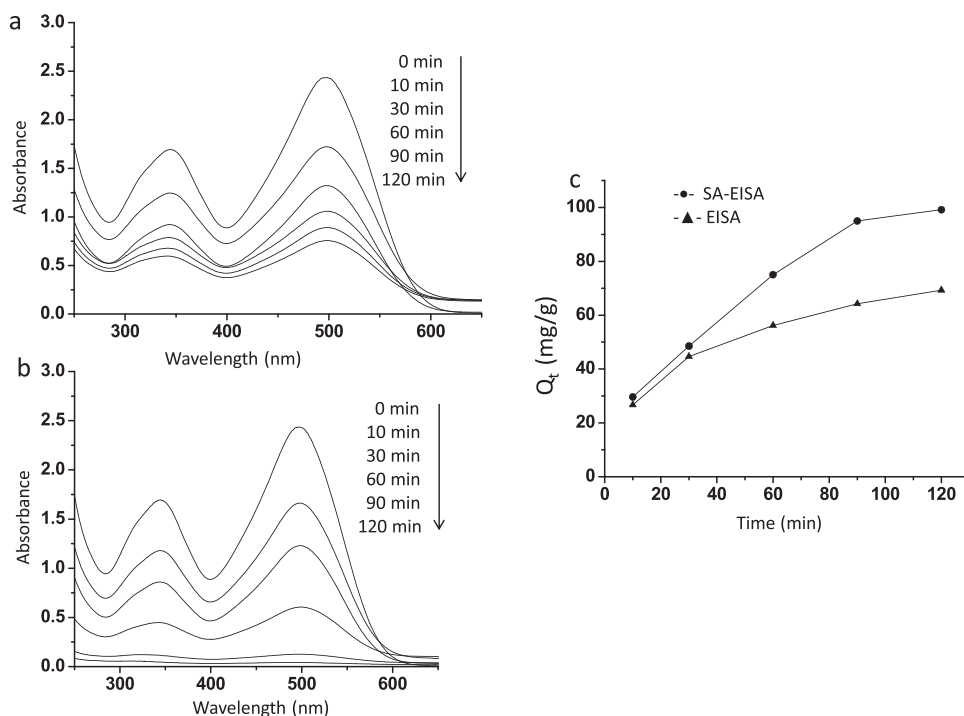 a
3.0
2.5
2.0
1.5
1.0
0.5
0.0
Absorbance
300 400 500 600
Wavelength (nm)
0 min
10 min
30 min
60 min
90 min
120 min
b
3.0
2.5
2.0
1.5
1.0
0.5
0.0
Absorbance
300 400 500 600
Wavelength (nm)
0 min
10 min
30 min
60 min
90 min
120 min
c
SA-EISA
EISA
100
80
60
40
20
0
Qt (mg/g)
0 20 40 60 80 100 120
Time (min)